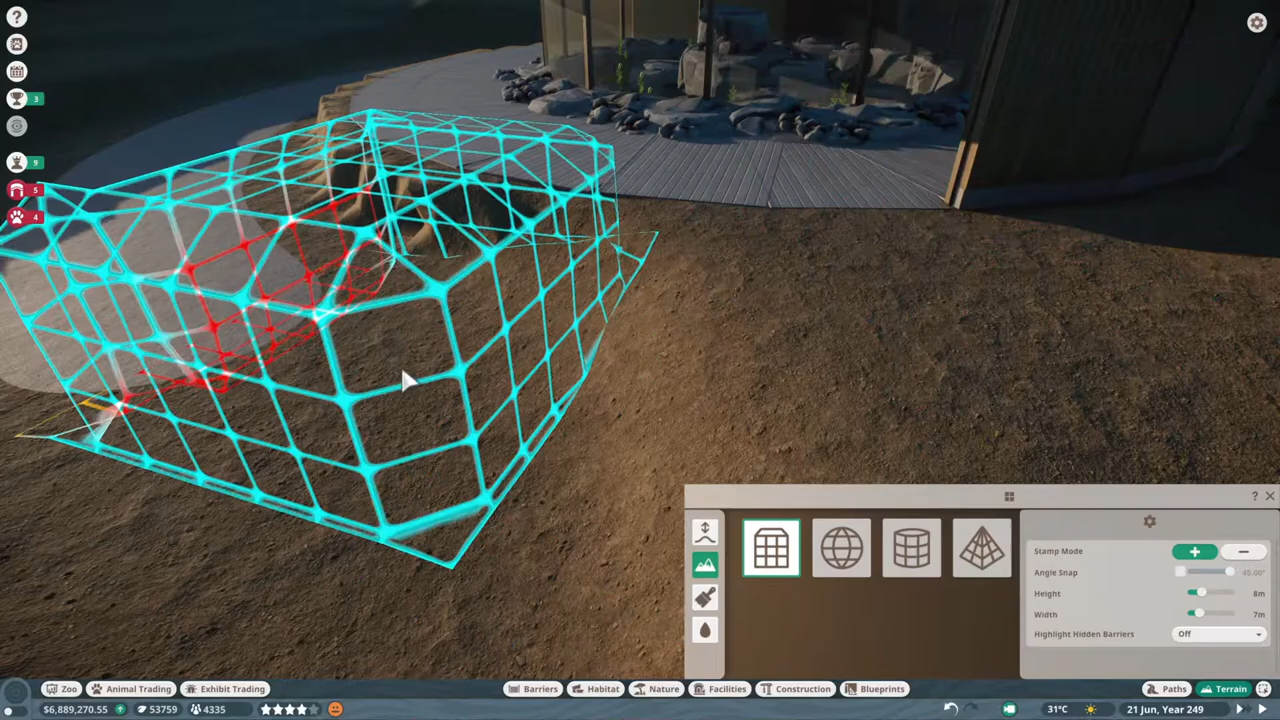 ?
3
9
5
4
?
Stamp Mode
Angle Snap 45.00°
Height 8m
Width 7m
Highlight Hidden Barriers Off
Zoo Animal Trading Exhibit Trading Barriers Habitat Nature Facilities Construction Blueprints Paths Terrain
$6,889,270.55 53759 4335 31°C 21 Jun, Year 249